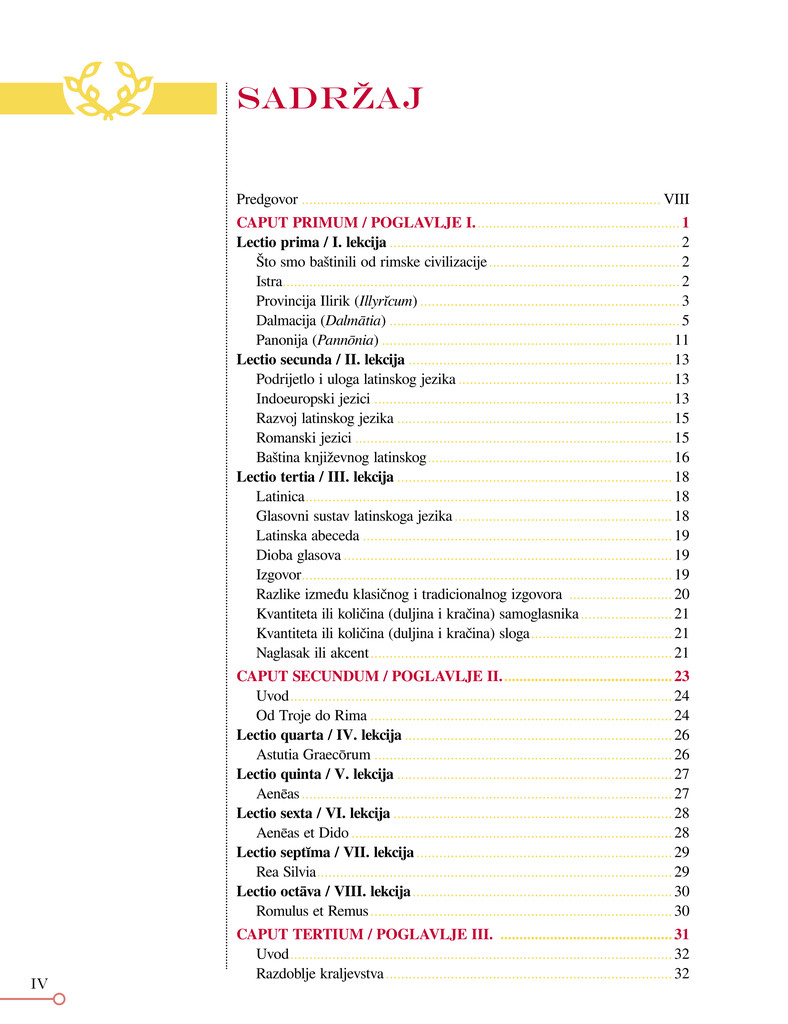 SADRŽAJ
Predgovor ........ VIII
CAPUT PRIMUM / POGLAVLJE I. ........ 1
Lectio prima / I. lekcija ........ 2
Što smo baštinili od rimske civilizacije ........ 2
Istra ........ 2
Provincija Ilirik (Illyrĭcum) ........ 3
Dalmacija (Dalmātia) ........ 5
Panonija (Pannōnia) ........ 11
Lectio secunda / II. lekcija ........ 13
Podrijetlo i uloga latinskog jezika ........ 13
Indoeuropski jezici ........ 13
Razvoj latinskog jezika ........ 15
Romanski jezici ........ 15
Baština književnog latinskog ........ 16
Lectio tertia / III. lekcija ........ 18
Latinica ........ 18
Glasovni sustav latinskoga jezika ........ 18
Latinska abeceda ........ 19
Dioba glasova ........ 19
Izgovor ........ 19
Razlike između klasičnog i tradicionalnog izgovora ........ 20
Kvantiteta ili količina (duljina i kračina) samoglasnika ........ 21
Kvantiteta ili količina (duljina i kračina) sloga ........ 21
Naglasak ili akcent ........ 21
CAPUT SECUNDUM / POGLAVLJE II. ........ 23
Uvod ........ 24
Od Troje do Rima ........ 24
Lectio quarta / IV. lekcija ........ 26
Astutia Graecōrum ........ 26
Lectio quinta / V. lekcija ........ 27
Aenēas ........ 27
Lectio sexta / VI. lekcija ........ 28
Aenēas et Dido ........ 28
Lectio septĭma / VII. lekcija ........ 29
Rea Silvia ........ 29
Lectio octāva / VIII. lekcija ........ 30
Romulus et Remus ........ 30
CAPUT TERTIUM / POGLAVLJE III. ........ 31
Uvod ........ 32
Razdoblje kraljevstva ........ 32
IV